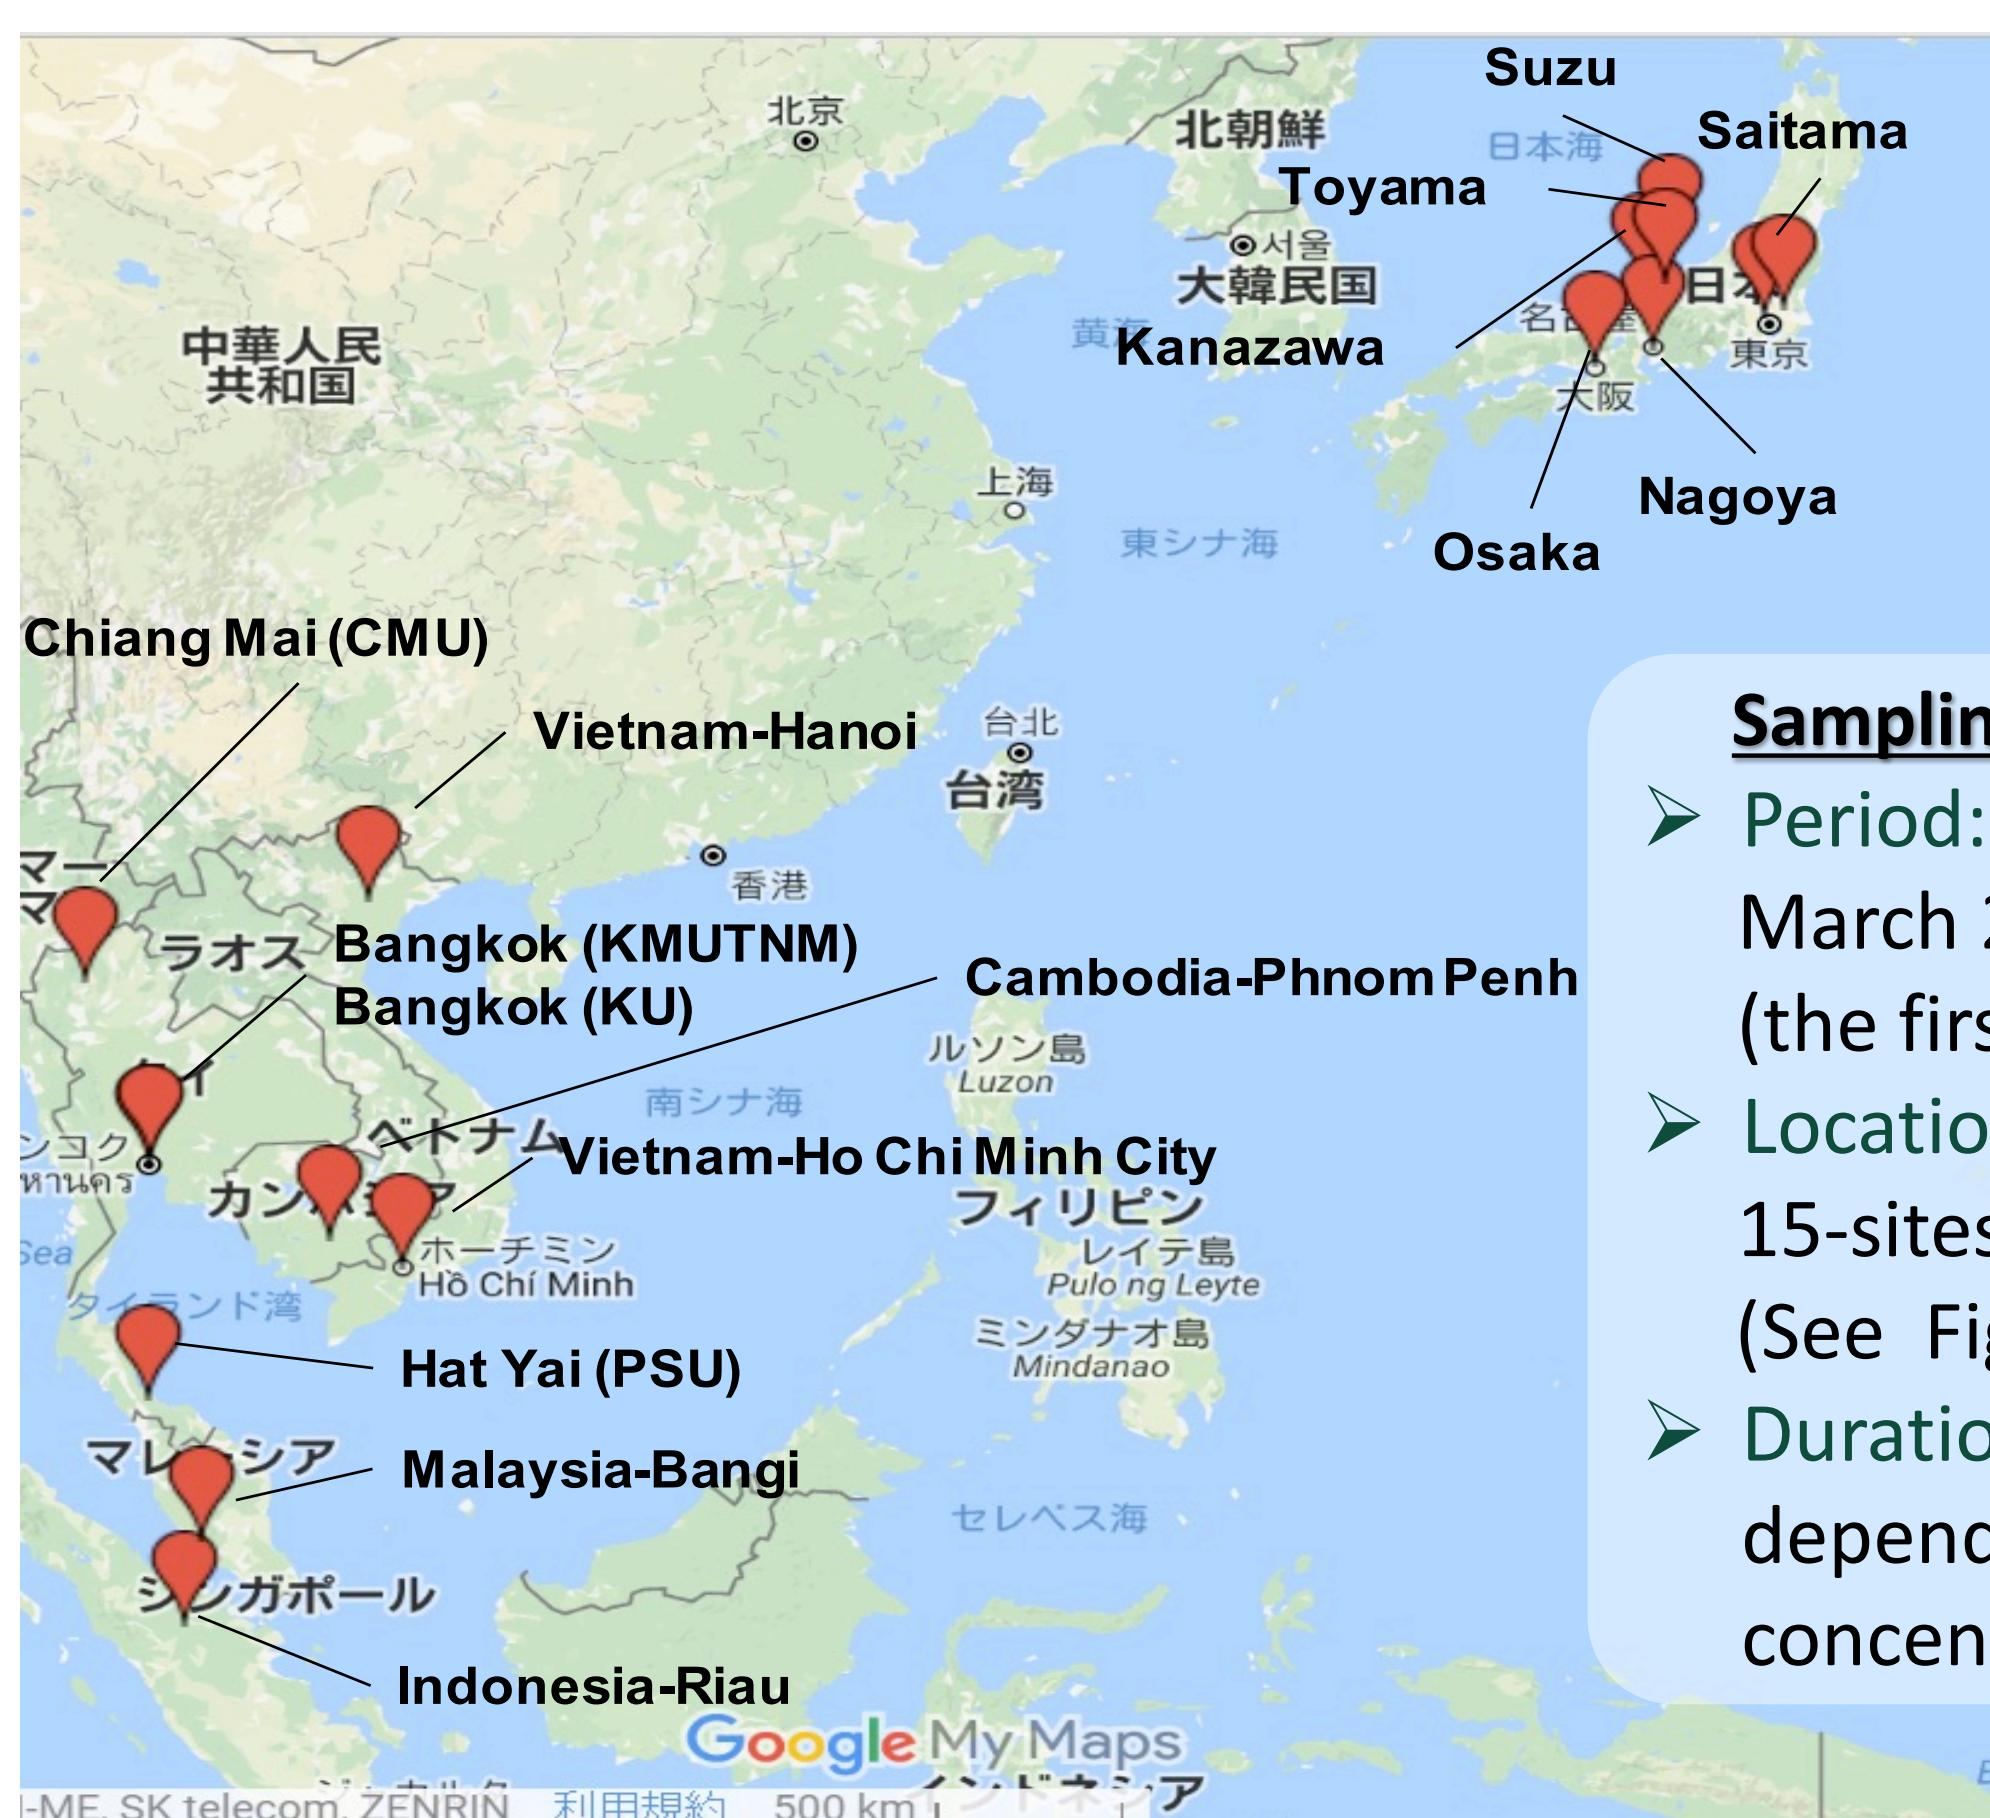 Suzu
北京
北朝鮮
日本海
Saitama
Toyama
서울
大韓民国
Kanazawa
東京
中華人民
共和国
大阪
上海
Nagoya
東シナ海
Osaka
Chiang Mai (CMU)
Vietnam-Hanoi
台北
台湾
香港
ラオス
Bangkok (KMUTNM)
Bangkok (KU)
Cambodia-Phnom Penh
ルソン島
Luzon
南シナ海
ベトナム
Vietnam-Ho Chi Minh City
フィリピン
ホーチミン
Hồ Chí Minh
レイテ島
Pulo ng Leyte
Sea
タイランド湾
ミンダナオ島
Mindanao
Hat Yai (PSU)
Malaysia-Bangi
セレベス海
シンガポール
Indonesia-Riau
Google My Maps
インドネシア
SK telecom, ZENRIN 利用規約 500 km
Period:
March
(the
15-sites
(See